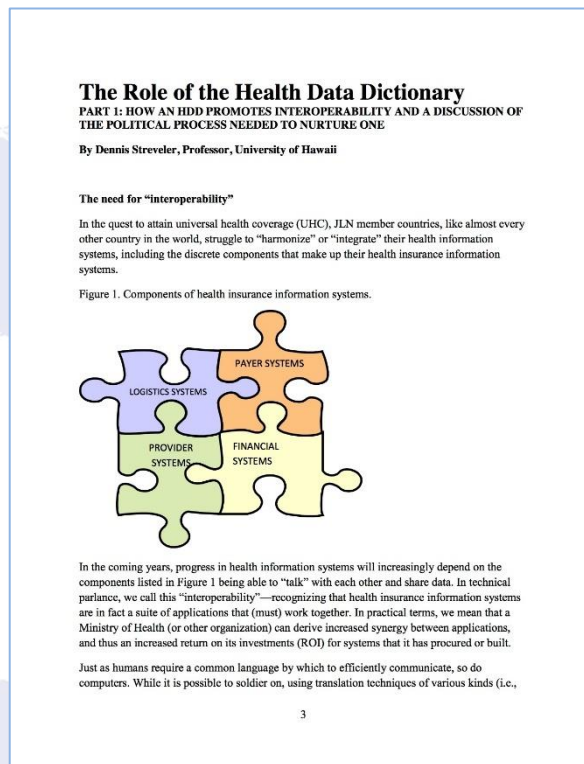 The Role of the Health Data Dictionary
PART 1: HOW AN HDD PROMOTES INTEROPERABILITY AND A DISCUSSION OF
THE POLITICAL PROCESS NEEDED TO NURTURE ONE
By Dennis Streveler, Professor, University of Hawaii
The need for “interoperability”
In the quest to attain universal health coverage (UHC), JLN member countries, like almost every
other country in the world, struggle to “harmonize” or “integrate” their health information
systems, including the discrete components that make up their health insurance information
systems.
Figure 1. Components of health insurance information systems.
PAYER SYSTEMS
LOGISTICS SYSTEMS
PROVIDER
SYSTEMS
FINANCIAL
SYSTEMS
In the coming years, progress in health information systems will increasingly depend on the
components listed in Figure 1 being able to “talk” with each other and share data. In technical
parlance, we call this “interoperability”—recognizing that health insurance information systems
are in fact a suite of applications that (must) work together. In practical terms, we mean that a
Ministry of Health (or other organization) can derive increased synergy between applications,
and thus an increased return on its investments (ROI) for systems that it has procured or built.
Just as humans require a common language by which to efficiently communicate, so do
computers. While it is possible to soldier on, using translation techniques of various kinds (i.e.,
3